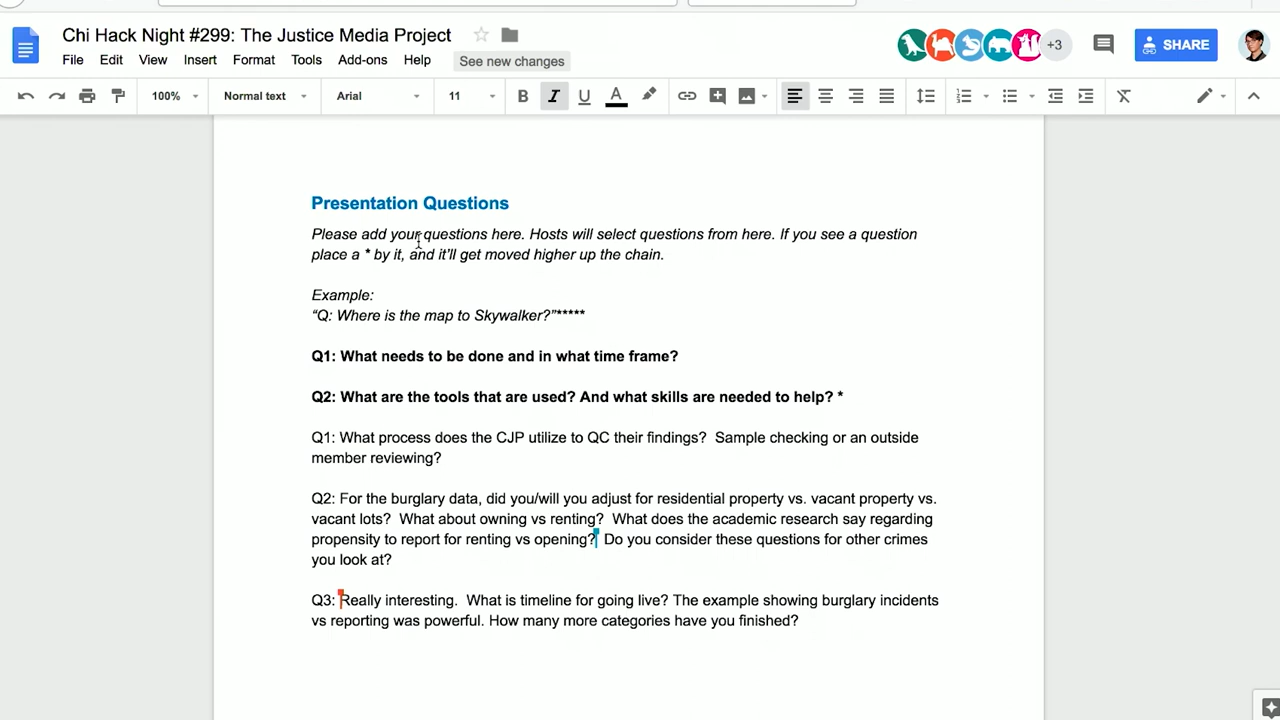 Chi Hack Night #299: The Justice Media Project
+3
SHARE
File Edit View Insert Format Tools Add-ons Help See new changes
100% Normal text Arial 11 B I U A
Presentation Questions
Please add your questions here. Hosts will select questions from here. If you see a question
place a * by it, and it'll get moved higher up the chain.
Example:
“Q: Where is the map to Skywalker?”*****
Q1: What needs to be done and in what time frame?
Q2: What are the tools that are used? And what skills are needed to help? *
Q1: What process does the CJP utilize to QC their findings?  Sample checking or an outside
member reviewing?
Q2: For the burglary data, did you/will you adjust for residential property vs. vacant property vs.
vacant lots?  What about owning vs renting?  What does the academic research say regarding
propensity to report for renting vs opening?  Do you consider these questions for other crimes
you look at?
Q3: Really interesting.  What is timeline for going live? The example showing burglary incidents
vs reporting was powerful. How many more categories have you finished?